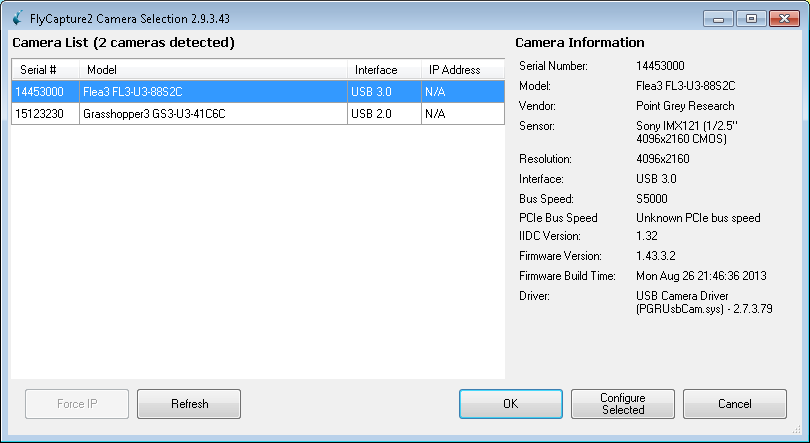 FlyCapture2 Camera Selection 2.9.3.43
Camera List (2 cameras detected)
Serial # Model Interface IP Address
14453000 Flea3 FL3-U3-88S2C USB 3.0 N/A
15123230 Grasshopper3 GS3-U3-41C6C USB 2.0 N/A
Camera Information
Serial Number: 14453000
Model: Flea3 FL3-U3-88S2C
Vendor: Point Grey Research
Sensor: Sony IMX121 (1/2.5"
4096x2160 CMOS)
Resolution: 4096x2160
Interface: USB 3.0
Bus Speed: S5000
PCIe Bus Speed Unknown PCIe bus speed
IIDC Version: 1.32
Firmware Version: 1.43.3.2
Firmware Build Time: Mon Aug 26 21:46:36 2013
Driver: USB Camera Driver
(PGRUsbCam.sys) - 2.7.3.79
Force IP Refresh OK Configure
Selected Cancel